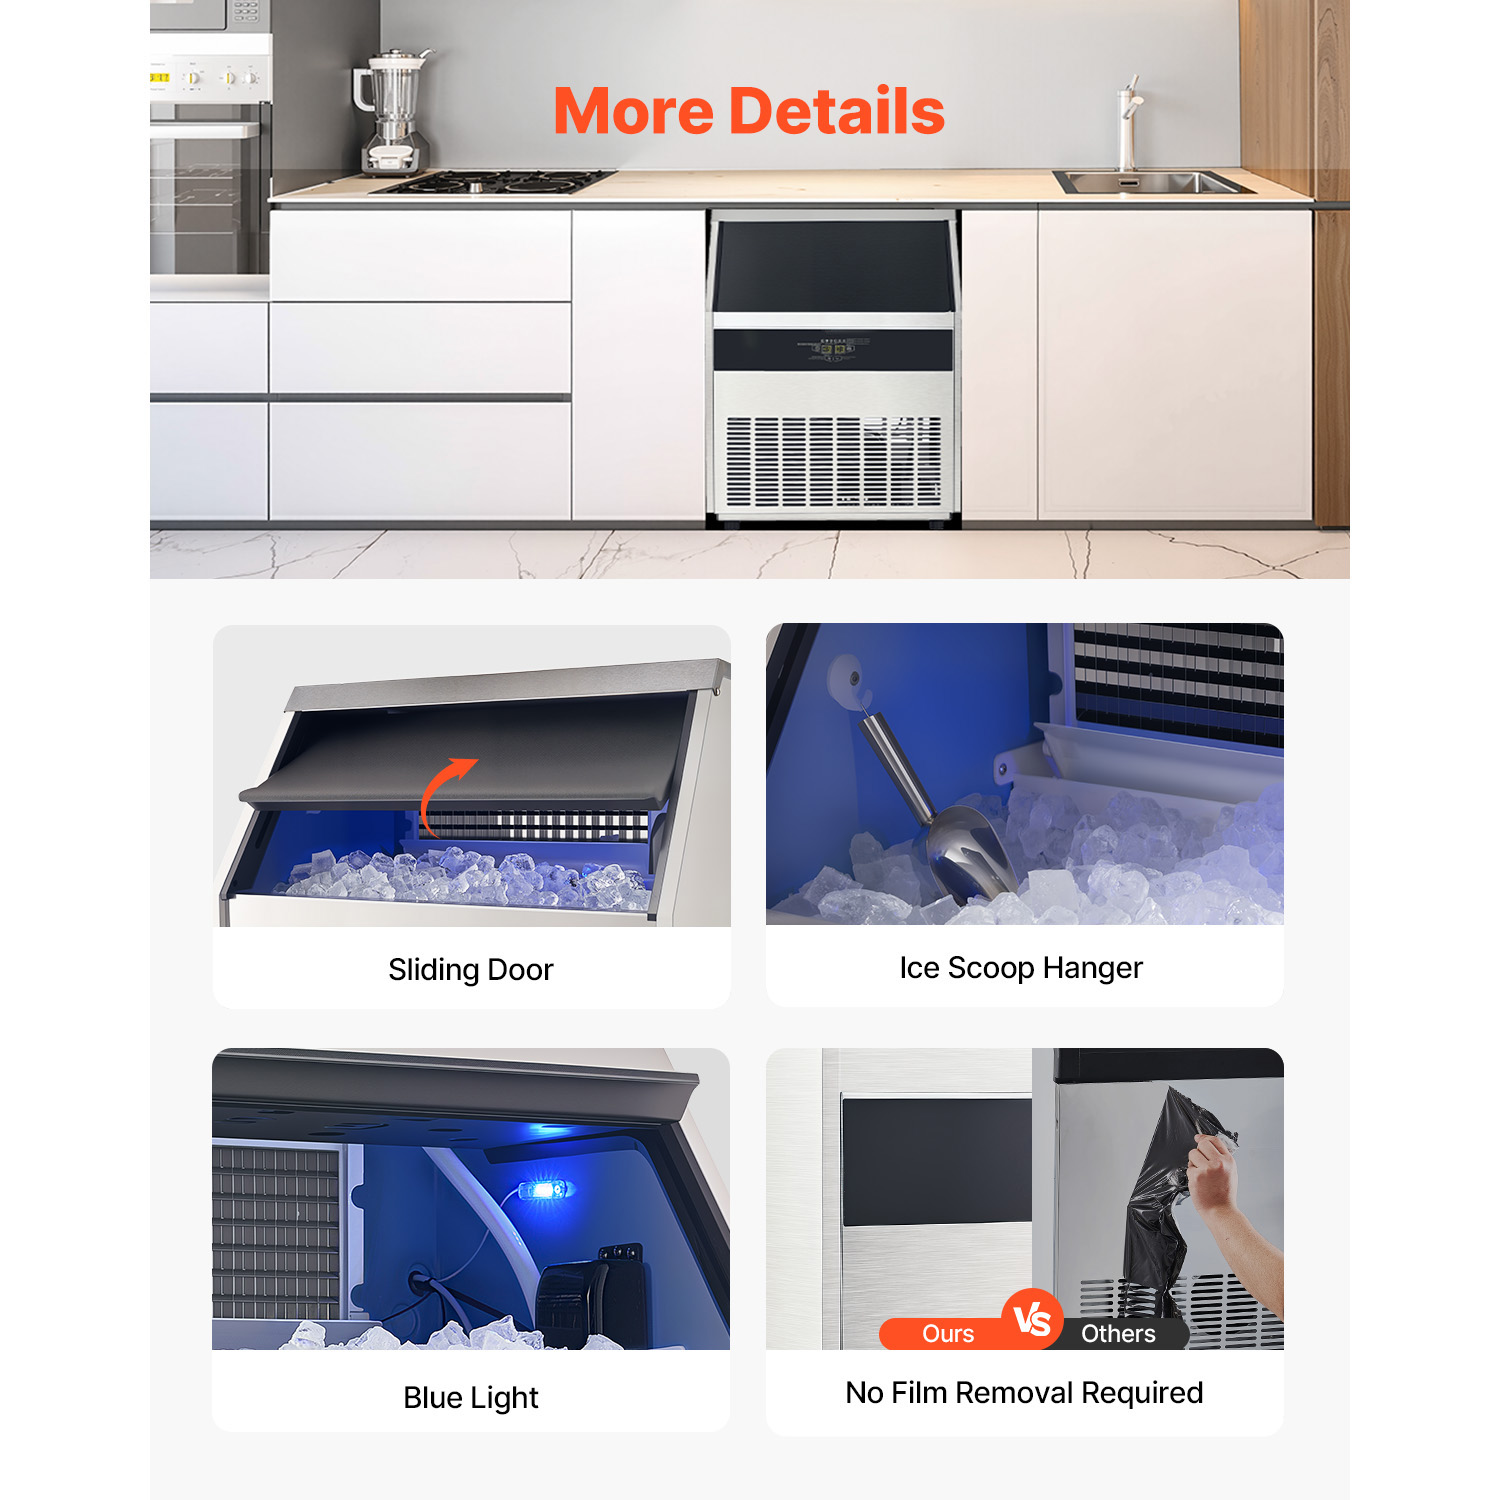 More Details
Sliding Door
Ice Scoop Hanger
Blue Light
Ours
VS
Others
No Film Removal Required